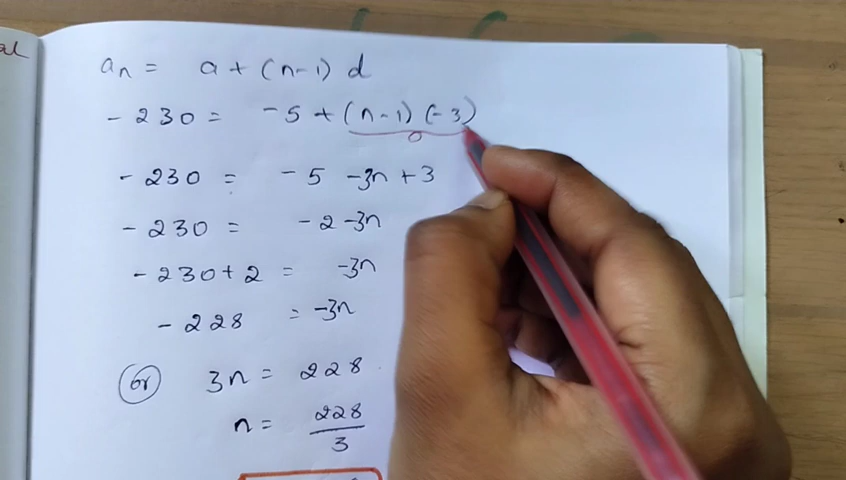 al
an = a + (n-1) d
-230 = -5 + (n-1) (-3)
-230 = -5 -3n + 3
-230 = -2 -3n
-230+2 = -3n
-228 = -3n
or 3n = 228
n = 228/3